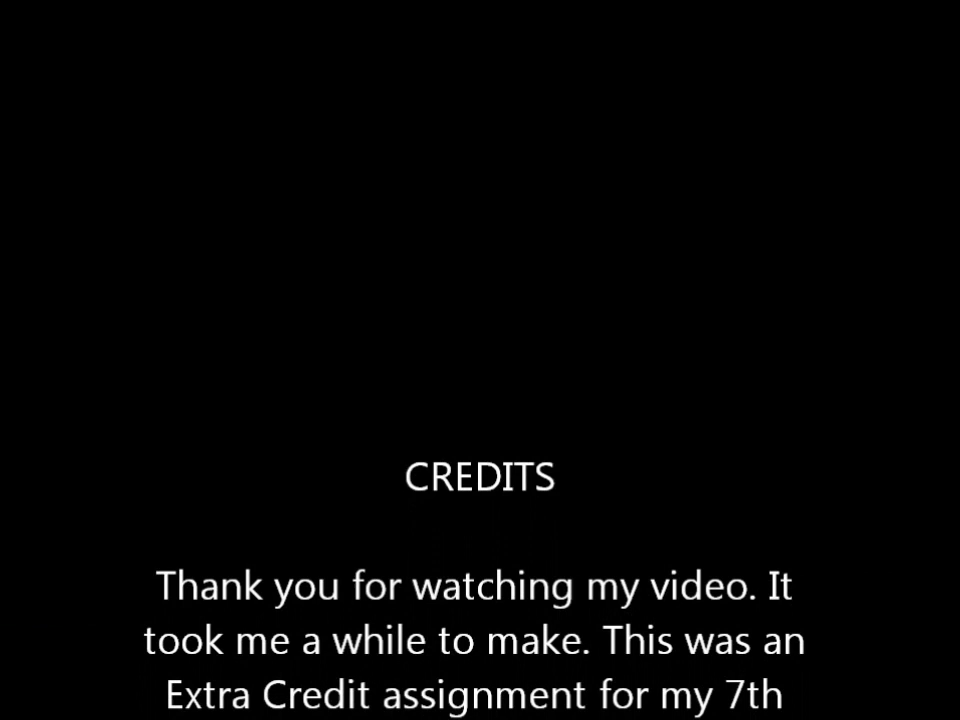 CREDITS
Thank you for watching my video. It
took me a while to make. This was an
Extra Credit assignment for my 7th